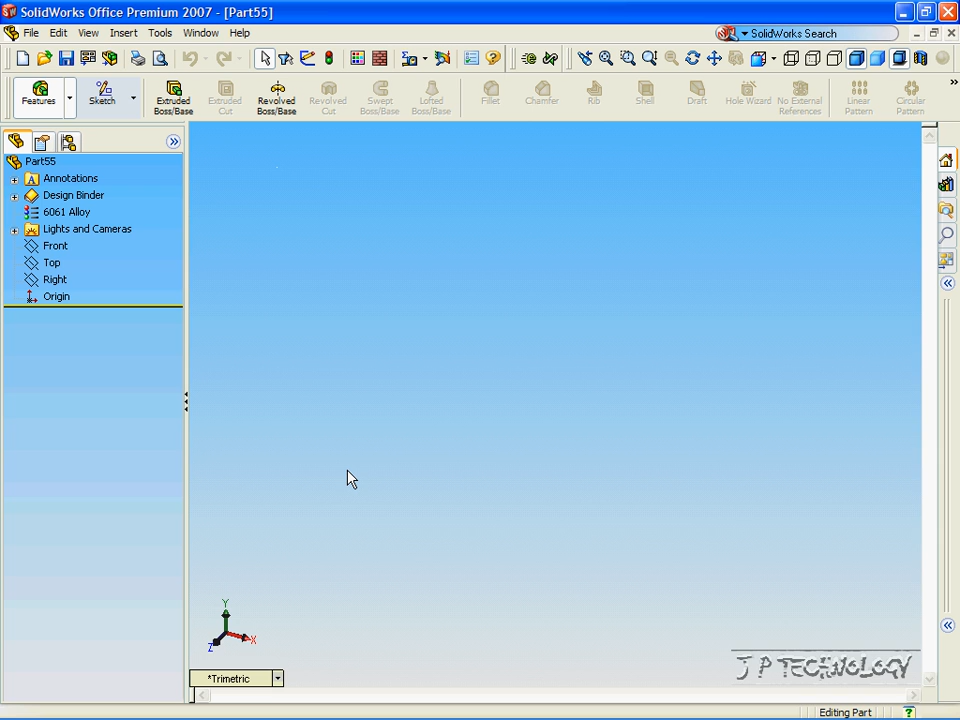 SolidWorks Office Premium 2007 - [Part55]
File Edit View Insert Tools Window Help
SolidWorks Search
Features
Sketch
Extruded Boss/Base
Extruded Cut
Revolved Boss/Base
Revolved Cut
Swept Boss/Base
Lofted Boss/Base
Fillet
Chamfer
Rib
Shell
Draft
Hole Wizard
No External References
Linear Pattern
Circular Pattern
Part55
Annotations
Design Binder
6061 Alloy
Lights and Cameras
Front
Top
Right
Origin
Y
X
Z
*Trimetric
J P TECHNOLOGY
Editing Part